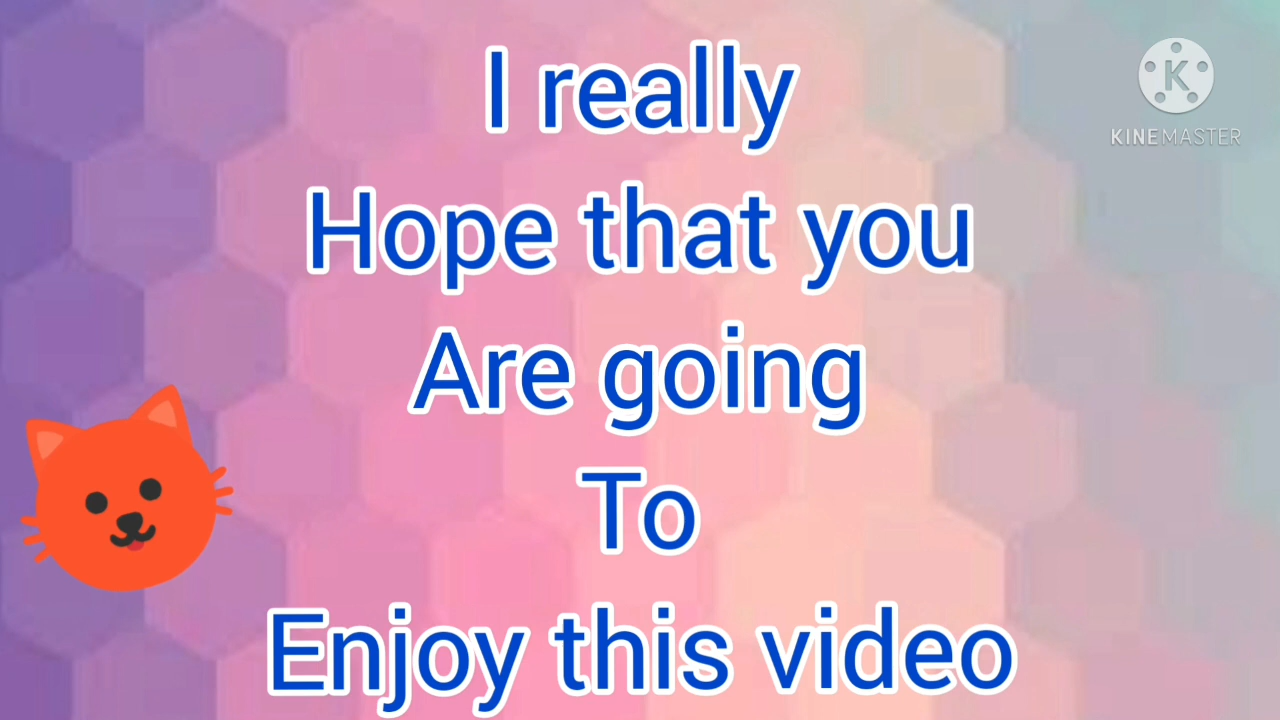 I really
K
KINEMASTER
Hope that you
Are going
To
Enjoy this video